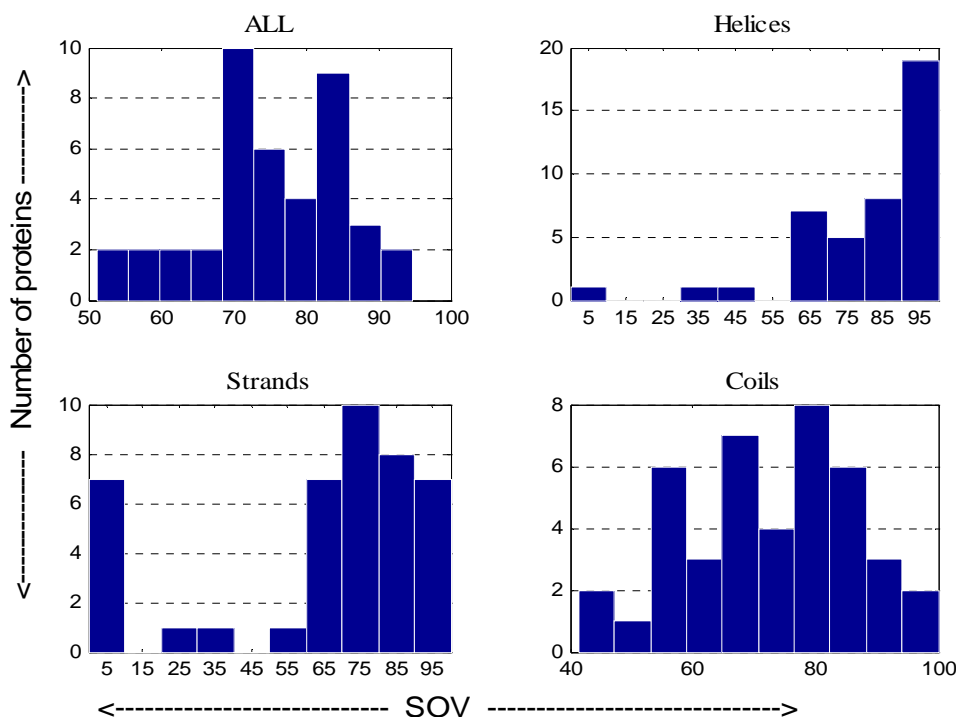 ALL
10
8
6
4
2
0
50 60 70 80 90 100
Helices
20
15
10
5
0
5 15 25 35 45 55 65 75 85 95
Strands
10
8
6
4
2
0
5 15 25 35 45 55 65 75 85 95
Coils
8
6
4
2
0
40 60 80 100
<---------- Number of proteins ---------->
<---------------------------- SOV ---------------------------->